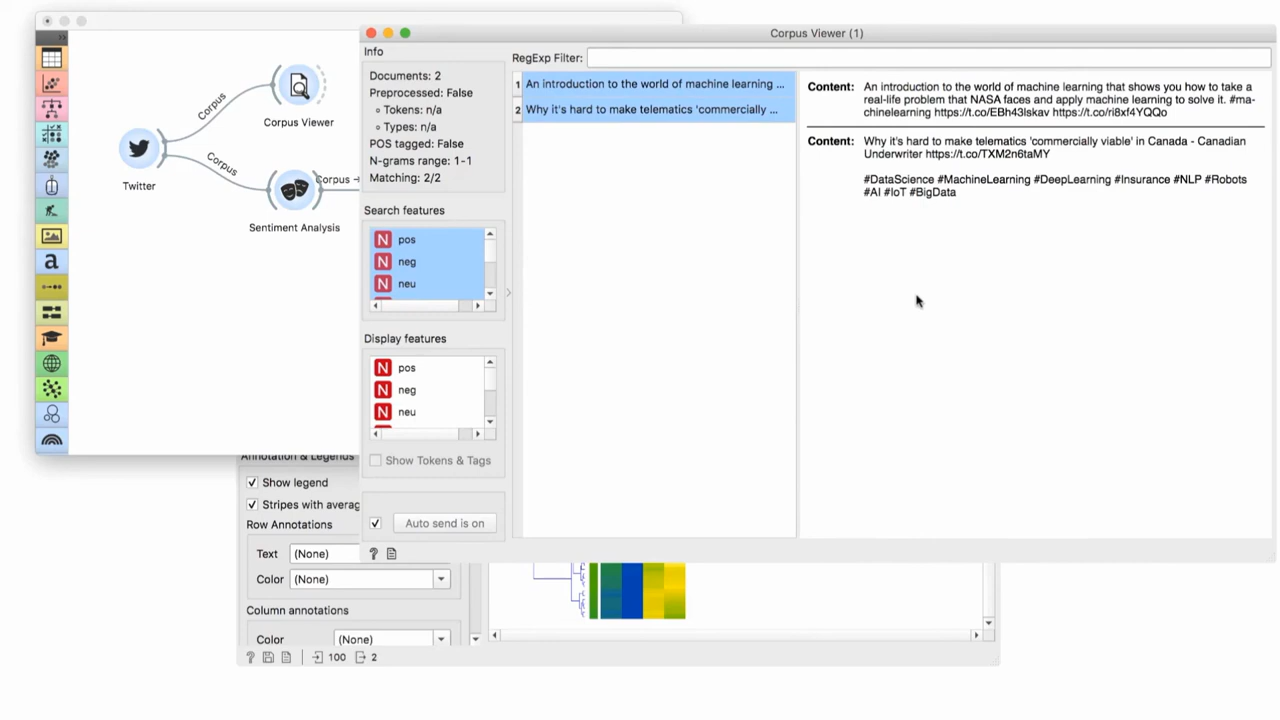 Corpus Viewer (1)
Info
Documents: 2
Preprocessed: False
Tokens: n/a
Types: n/a
POS tagged: False
N-grams range: 1-1
Matching: 2/2
Search features
N pos
N neg
N neu
Display features
N pos
N neg
N neu
Show Tokens & Tags
Auto send is on
RegExp Filter:
1 An introduction to the world of machine learning ...
2 Why it's hard to make telematics 'commercially ...
Content: An introduction to the world of machine learning that shows you how to take a
real-life problem that NASA faces and apply machine learning to solve it. #ma-
chinelearning https://t.co/EBh43lskav https://t.co/ri8xf4YQQo
Content: Why it's hard to make telematics 'commercially viable' in Canada - Canadian
Underwriter https://t.co/TXM2n6taMY
#DataScience #MachineLearning #DeepLearning #Insurance #NLP #Robots
#AI #IoT #BigData
a
Corpus
Corpus Viewer
Twitter
Corpus
Corpus
Sentiment Analysis
Annotation & Legends
Show legend
Stripes with averag
Row Annotations
Text (None)
Color (None)
Column annotations
Color (None)
? 100 2